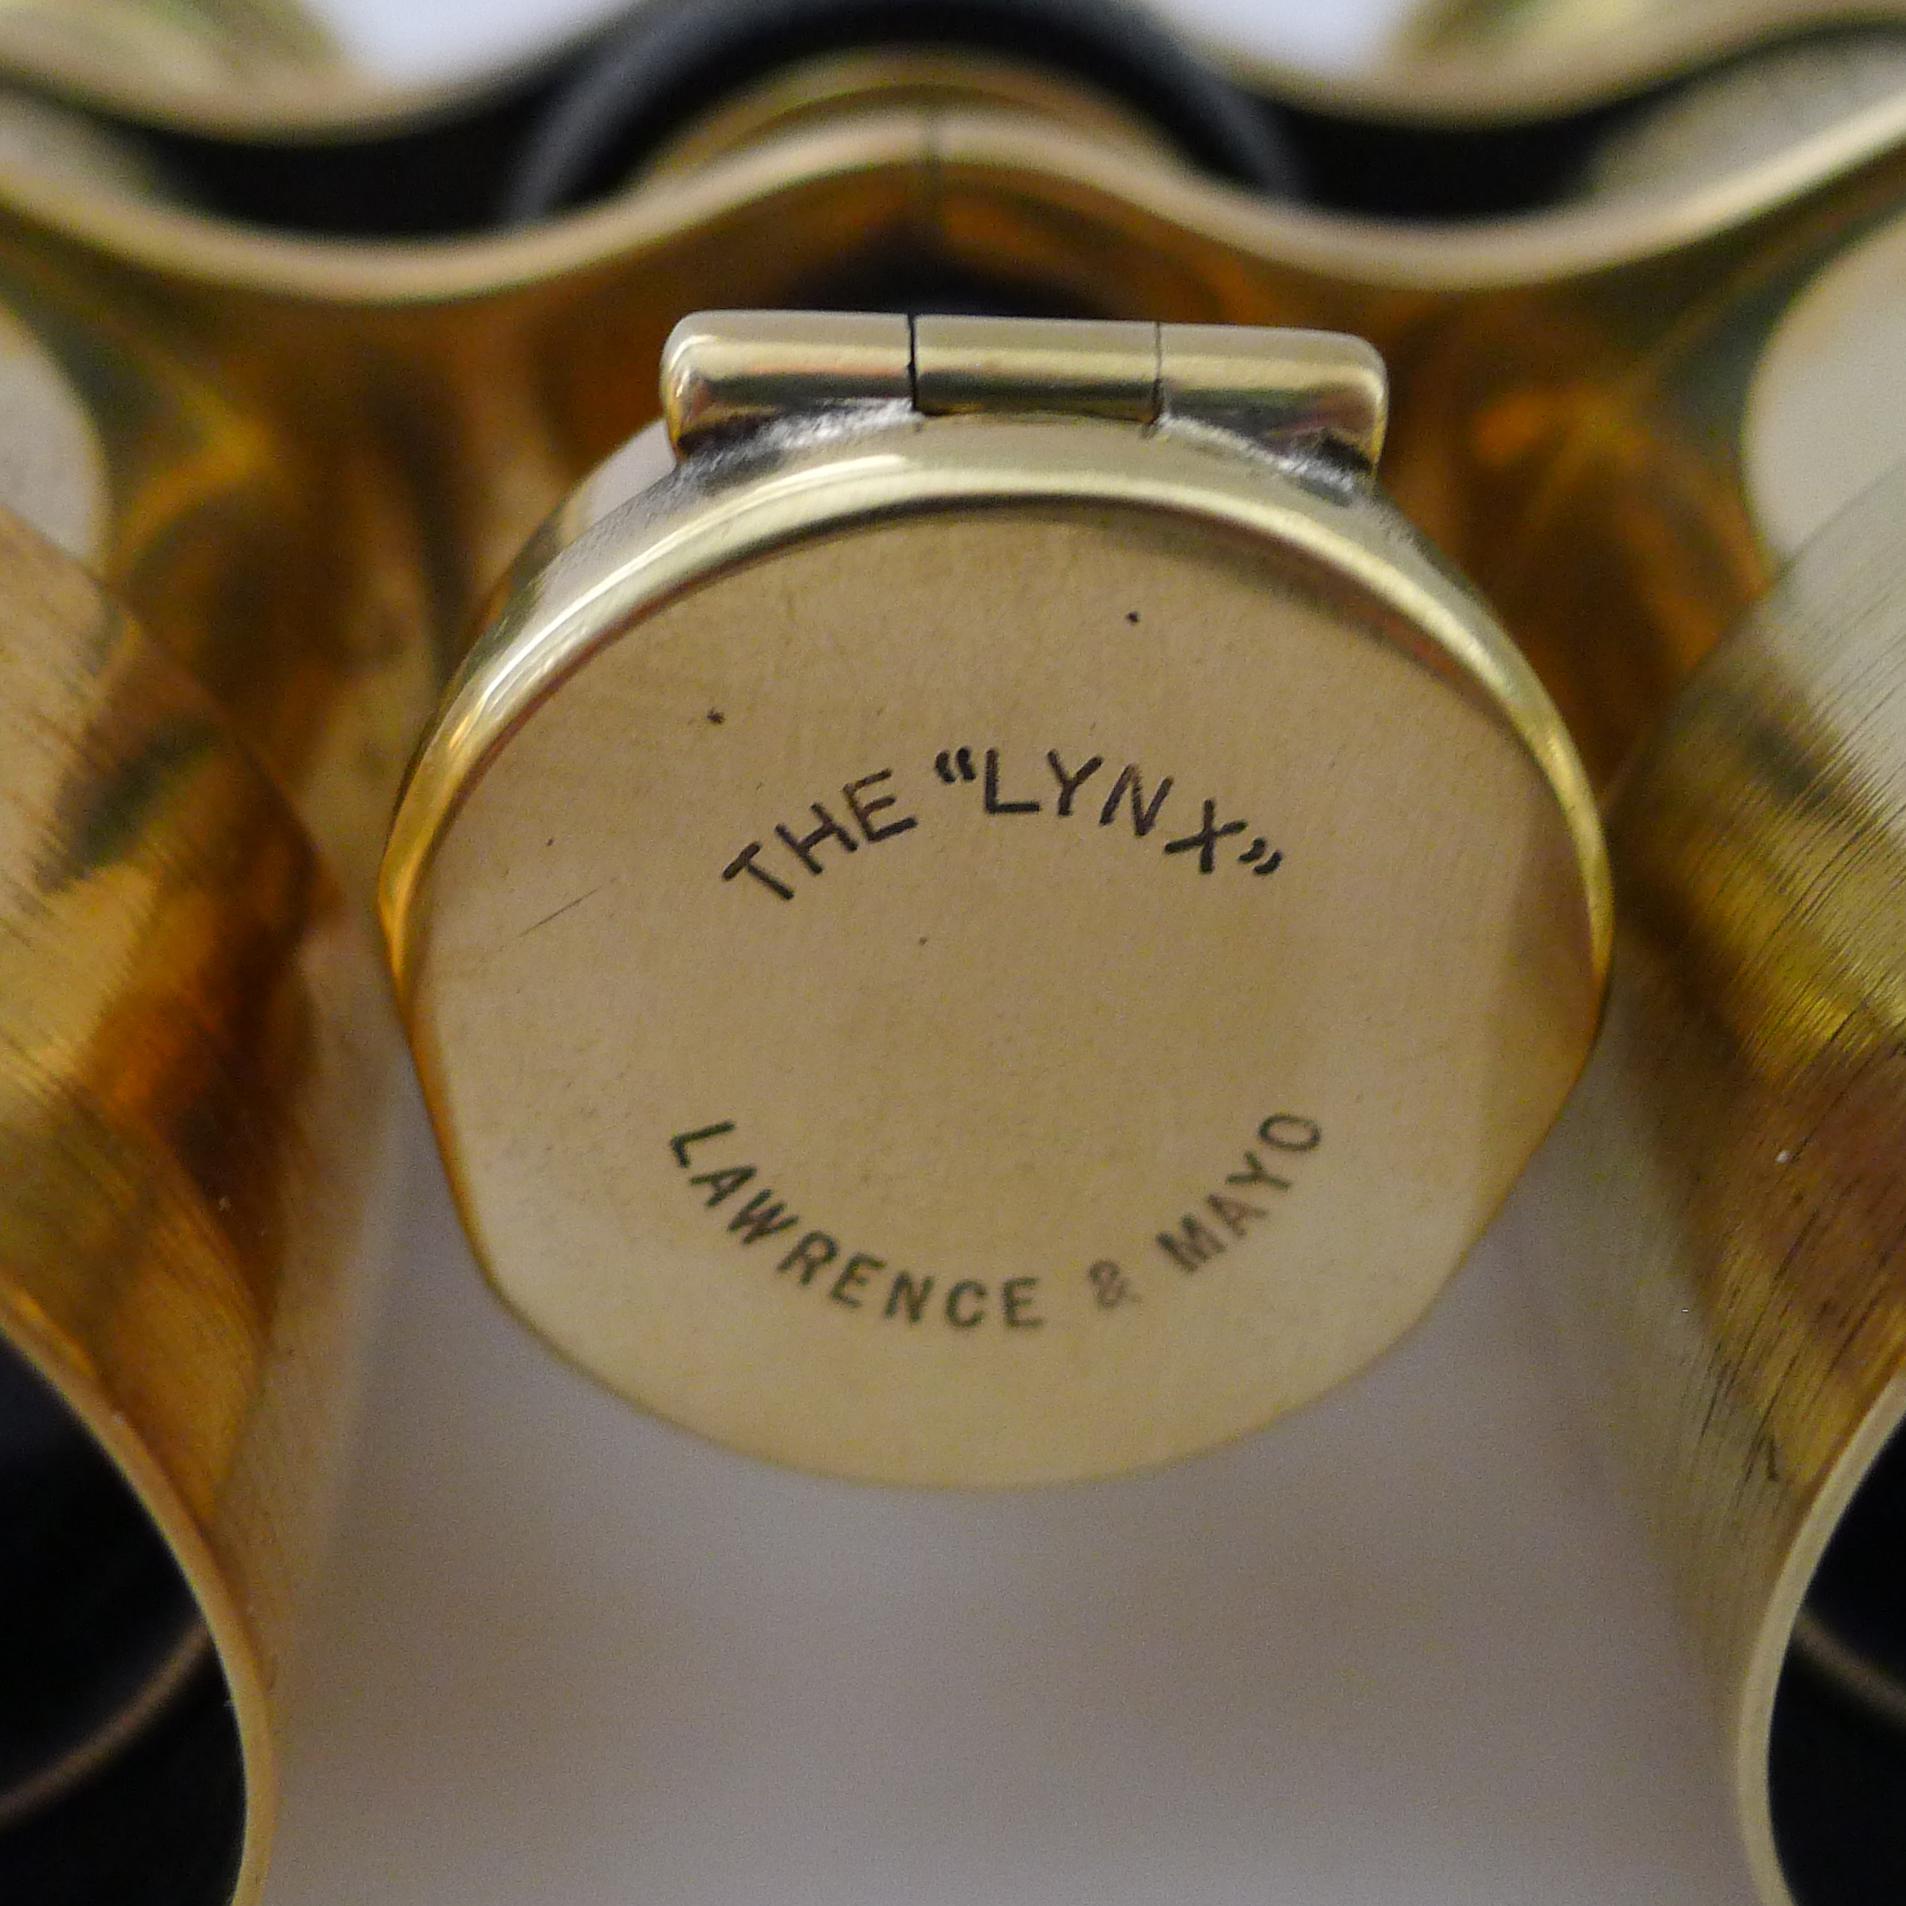 THE “LYNX”
LAWRENCE & MAYO